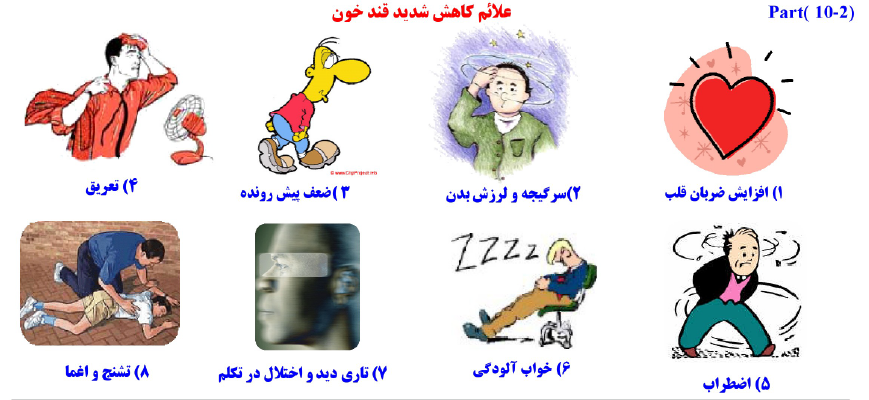 Part( 10-2)
علائم کاهش شدید قند خون
۱) افزایش ضربان قلب
۲)سرگیجه و لرزش بدن
۳ )ضعف پیش رونده
۴) تعریق
ZZZZ
۵) اضطراب
۶) خواب آلودگی
۷) تاری دید و اختلال در تکلم
۸) تشنج و اغما